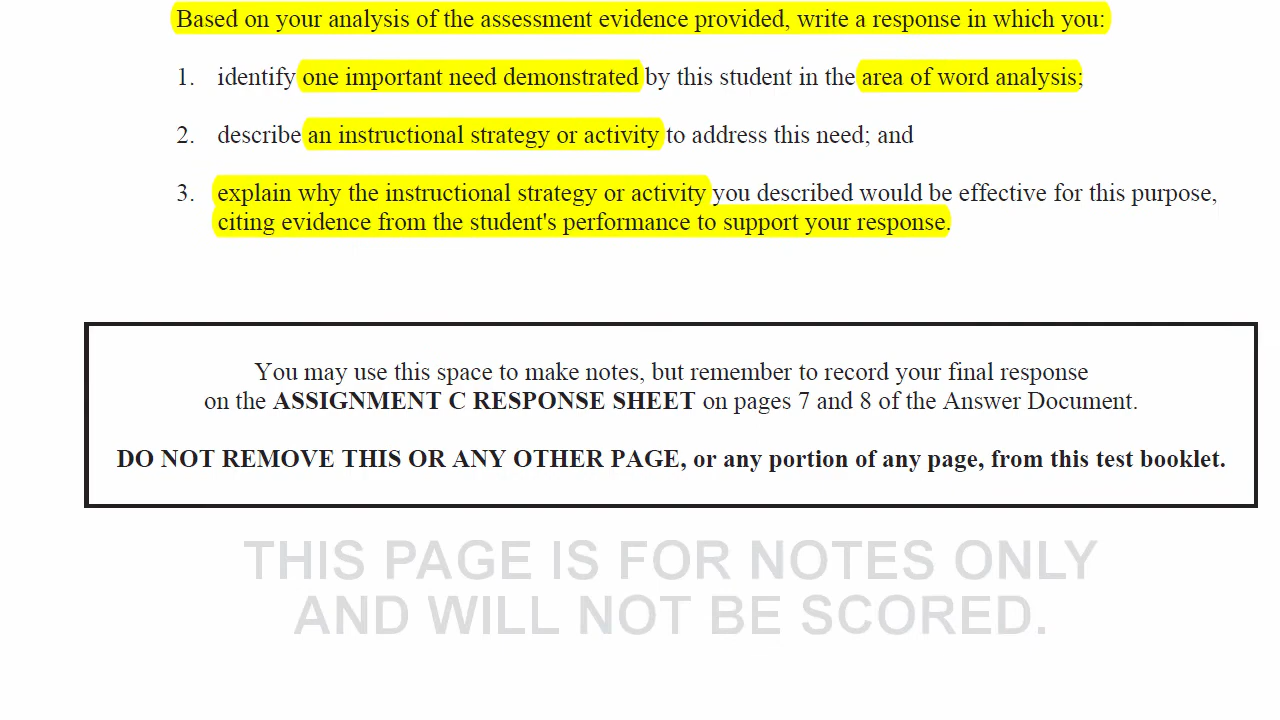 Based on your analysis of the assessment evidence provided, write a response in which you:
1. identify one important need demonstrated by this student in the area of word analysis;
2. describe an instructional strategy or activity to address this need; and
3. explain why the instructional strategy or activity you described would be effective for this purpose,
citing evidence from the student's performance to support your response.
You may use this space to make notes, but remember to record your final response
on the ASSIGNMENT C RESPONSE SHEET on pages 7 and 8 of the Answer Document.
DO NOT REMOVE THIS OR ANY OTHER PAGE, or any portion of any page, from this test booklet.
THIS PAGE IS FOR NOTES ONLY
AND WILL NOT BE SCORED.